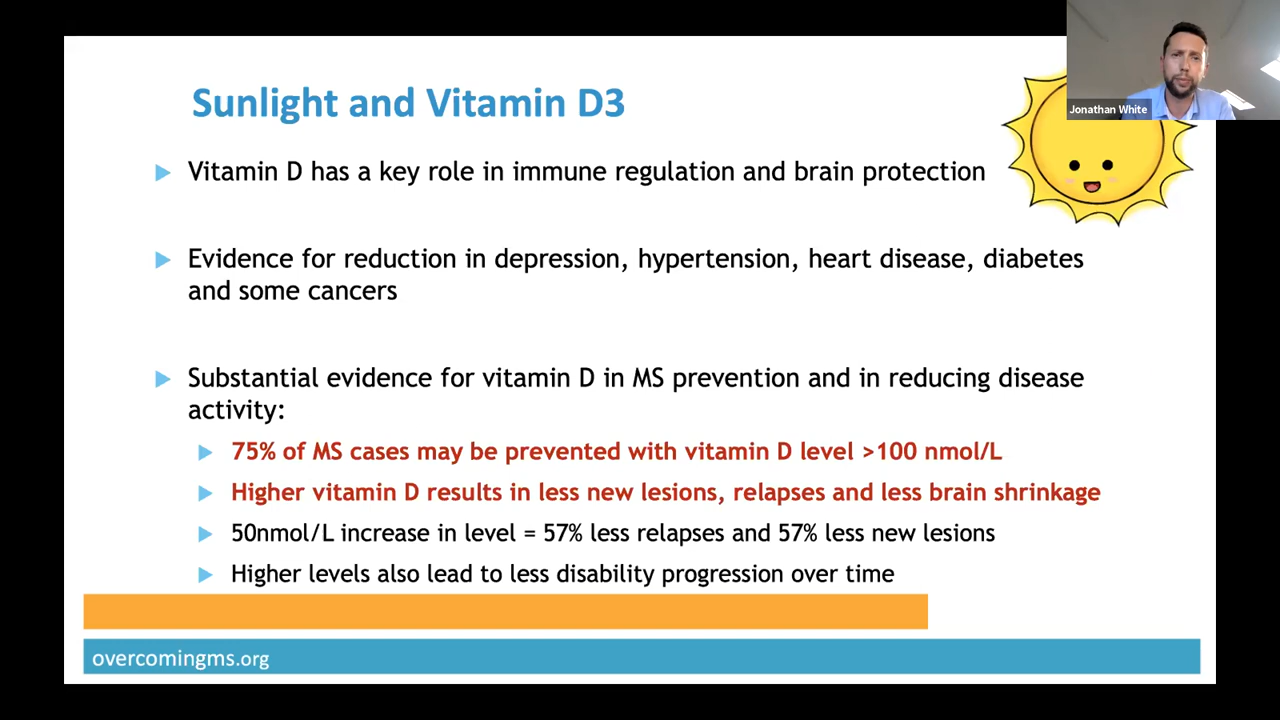 Sunlight and Vitamin D3
Jonathan White
Vitamin D has a key role in immune regulation and brain protection
Evidence for reduction in depression, hypertension, heart disease, diabetes
and some cancers
Substantial evidence for vitamin D in MS prevention and in reducing disease
activity:
75% of MS cases may be prevented with vitamin D level >100 nmol/L
Higher vitamin D results in less new lesions, relapses and less brain shrinkage
50nmol/L increase in level = 57% less relapses and 57% less new lesions
Higher levels also lead to less disability progression over time
overcomingms.org